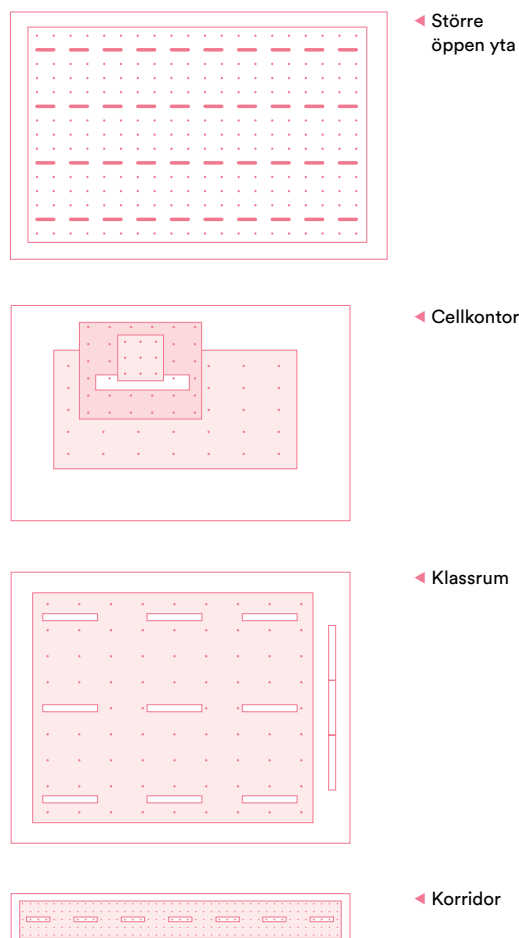 Större
öppen yta
Cellkontor
Klassrum
Korridor